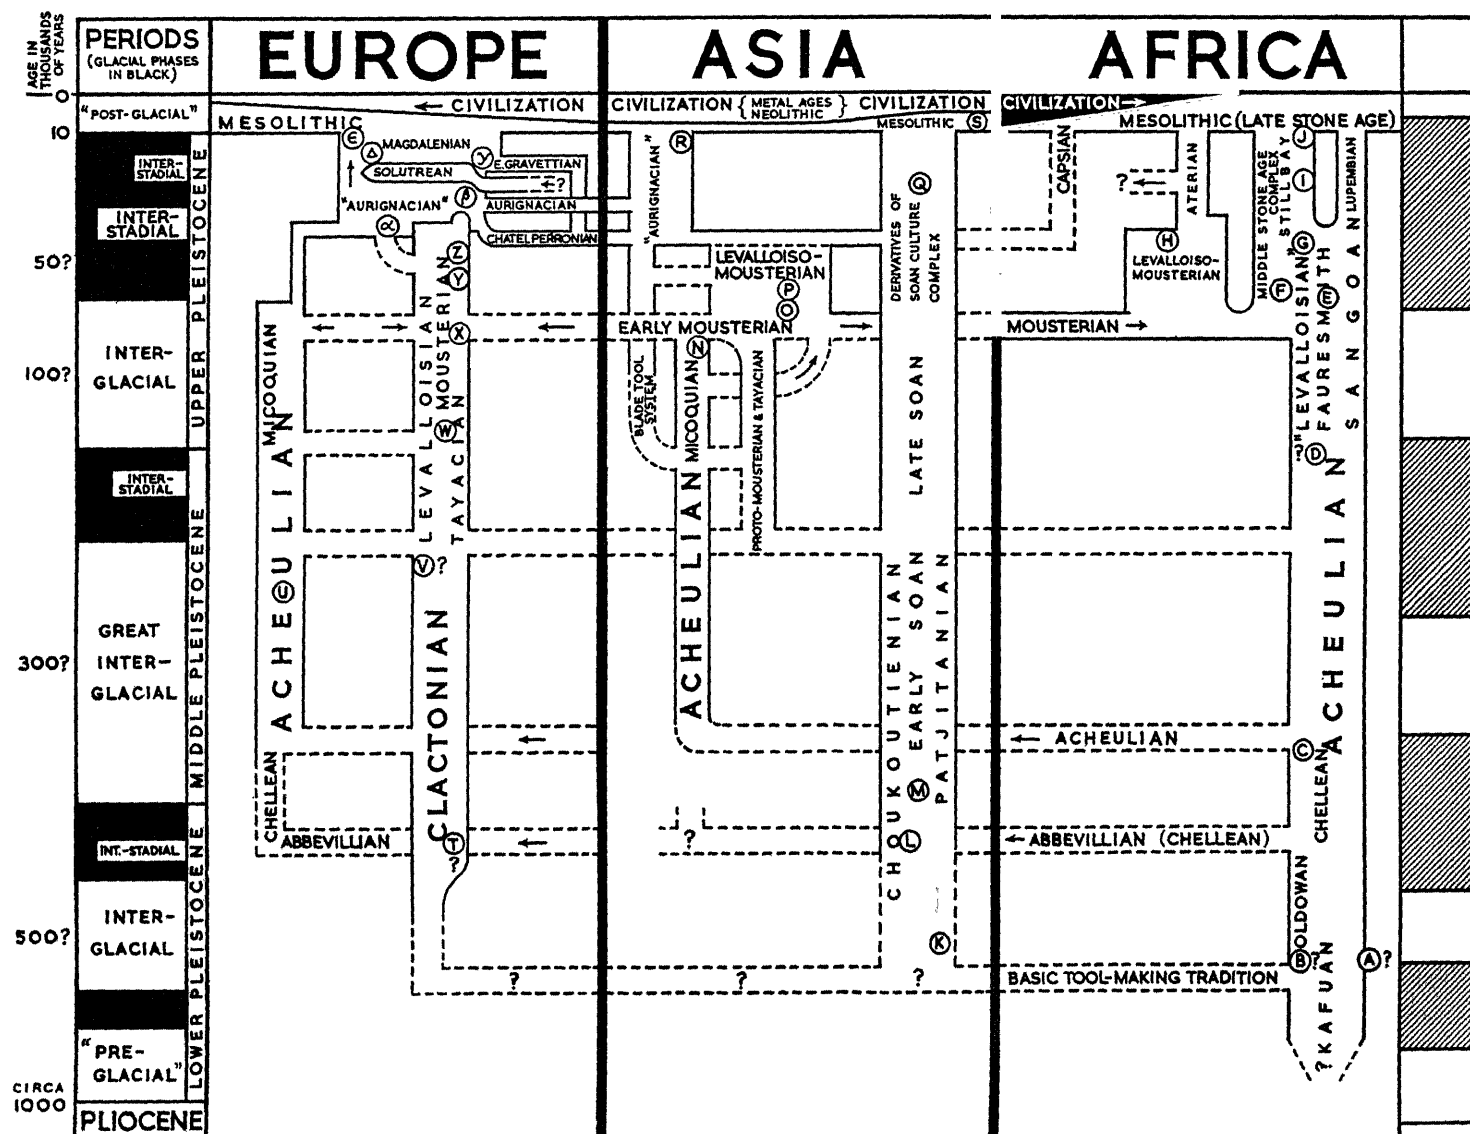 AGE IN
THOUSANDS
OF YEARS
PERIODS
(GLACIAL PHASES
IN BLACK)
EUROPE
ASIA
AFRICA
0
"POST-GLACIAL"
10
50?
100?
300?
500?
CIRCA
1000
INTER-
STADIAL
INTER-
STADIAL
INTER-
GLACIAL
INTER-
STADIAL
GREAT
INTER-
GLACIAL
INT.-STADIAL
INTER-
GLACIAL
"PRE-
GLACIAL"
PLIOCENE
UPPER PLEISTOCENE
MIDDLE PLEISTOCENE
LOWER PLEISTOCENE
← CIVILIZATION
MESOLITHIC
E
Δ
MAGDALENIAN
γ
E.GRAVETTIAN
SOLUTREAN
←?
β
"AURIGNACIAN"
AURIGNACIAN
α
CHATELPERRONIAN
Z
Y
X
W
V?
U
T
?
MICOQUIAN
ACHEULIAN
CHELLEAN
ABBEVILLIAN
LEVALLOISIAN
MOUSTERIAN
TAYACIAN
CLACTONIAN
?
CIVILIZATION { METAL AGES
NEOLITHIC } CIVILIZATION
MESOLITHIC S
"AURIGNACIAN"
R
Q
DERIVATIVES OF
SOAN CULTURE
COMPLEX
LEVALLOISO-
MOUSTERIAN
P
O
EARLY MOUSTERIAN
N
BLADE TOOL
SYSTEM
MICOQUIAN
ACHEULIAN
PROTO-MOUSTERIAN & TAYACIAN
LATE SOAN
CHOUKOUTIENIAN
EARLY SOAN
PATJITANIAN
M
L
K
?
?
?
CIVILIZATION →
MESOLITHIC (LATE STONE AGE)
CAPSIAN
?←
ATERIAN
H
LEVALLOISO-
MOUSTERIAN
MOUSTERIAN →
MIDDLE STONE AGE
COMPLEX
STILLBAY
J
I
G
F
E
LUPEMBIAN
?"LEVALLOISIAN"
FAURESMITH
SANGOAN
D
ACHEULIAN
← ACHEULIAN
C
CHELLEAN
← ABBEVILLIAN (CHELLEAN)
OLDOWAN
B?
A?
BASIC TOOL-MAKING TRADITION
?KAFUAN